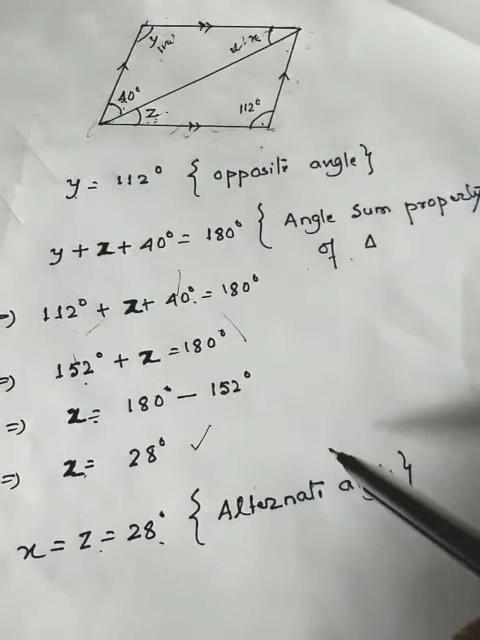 y 112° x
40° z 112°
y = 112° { opposite angle}
y + z + 40° = 180° { Angle sum property
of Δ
=) 112° + z + 40° = 180°
=) 152° + z = 180°
=) z = 180° − 152°
=) z = 28° ✓
x = z = 28° { Alternate }